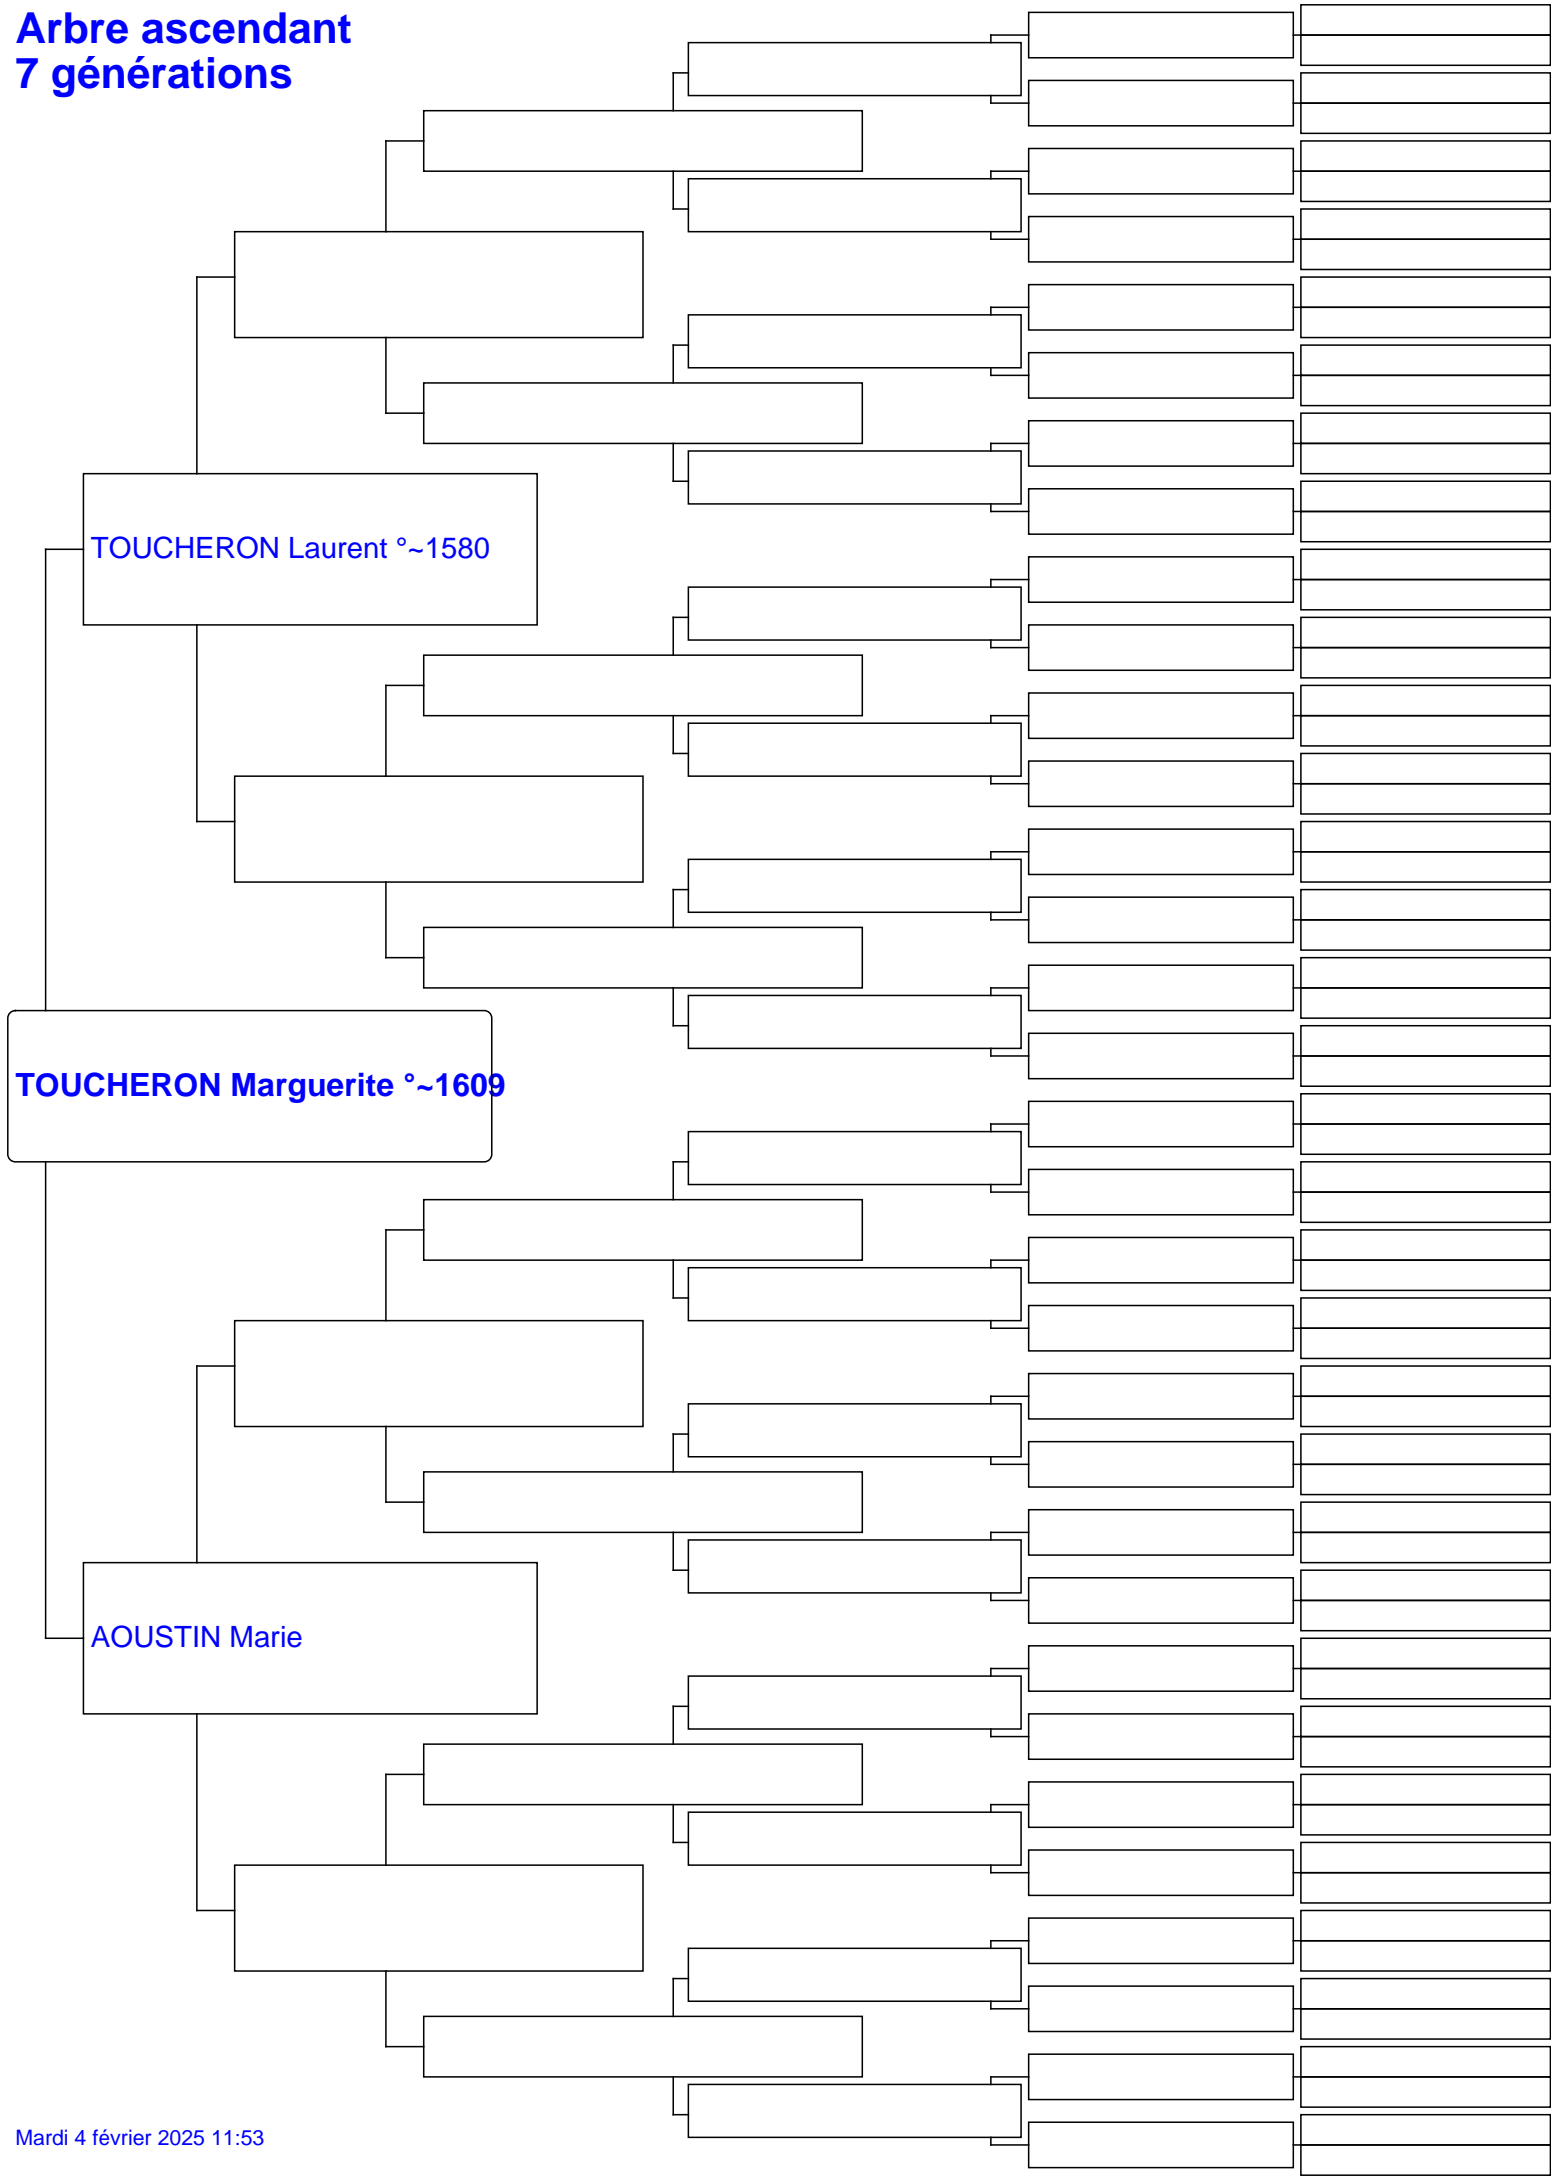 Arbre ascendant
7 générations
TOUCHERON Laurent °~1580
TOUCHERON Marguerite °~1609
AOUSTIN Marie
Mardi 4 février 2025 11:53